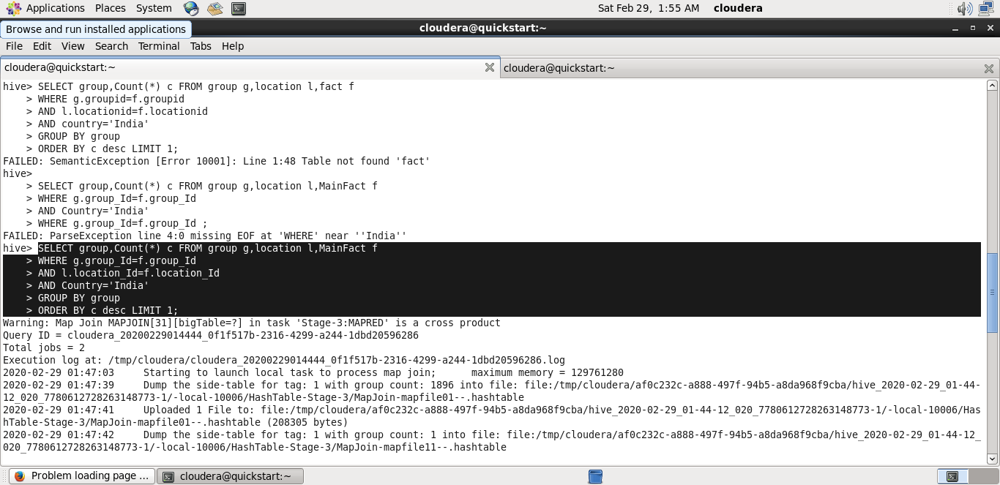 Applications Places System Sat Feb 29, 1:55 AM cloudera
Browse and run installed applications cloudera@quickstart:~
File Edit View Search Terminal Tabs Help
cloudera@quickstart:~ cloudera@quickstart:~
hive> SELECT group,Count(*) c FROM group g,location l,fact f
> WHERE g.groupid=f.groupid
> AND l.locationid=f.locationid
> AND country='India'
> GROUP BY group
> ORDER BY c desc LIMIT 1;
FAILED: SemanticException [Error 10001]: Line 1:48 Table not found 'fact'
hive>
> SELECT group,Count(*) c FROM group g,location l,MainFact f
> WHERE g.group_Id=f.group_Id
> AND Country='India'
> WHERE g.group_Id=f.group_Id ;
FAILED: ParseException line 4:0 missing EOF at 'WHERE' near ''India''
hive> SELECT group,Count(*) c FROM group g,location l,MainFact f
> WHERE g.group_Id=f.group_Id
> AND l.location_Id=f.location_Id
> AND Country='India'
> GROUP BY group
> ORDER BY c desc LIMIT 1;
Warning: Map Join MAPJOIN[31][bigTable=?] in task 'Stage-3:MAPRED' is a cross product
Query ID = cloudera_20200229014444_0f1f517b-2316-4299-a244-1dbd20596286
Total jobs = 2
Execution log at: /tmp/cloudera/cloudera_20200229014444_0f1f517b-2316-4299-a244-1dbd20596286.log
2020-02-29 01:47:03 Starting to launch local task to process map join; maximum memory = 129761280
2020-02-29 01:47:39 Dump the side-table for tag: 1 with group count: 1896 into file: file:/tmp/cloudera/af0c232c-a888-497f-94b5-a8da968f9cba/hive_2020-02-29_01-44-
12_020_7780612728263148773-1/-local-10006/HashTable-Stage-3/MapJoin-mapfile01--.hashtable
2020-02-29 01:47:41 Uploaded 1 File to: file:/tmp/cloudera/af0c232c-a888-497f-94b5-a8da968f9cba/hive_2020-02-29_01-44-12_020_7780612728263148773-1/-local-10006/Has
hTable-Stage-3/MapJoin-mapfile01--.hashtable (208305 bytes)
2020-02-29 01:47:42 Dump the side-table for tag: 1 with group count: 1 into file: file:/tmp/cloudera/af0c232c-a888-497f-94b5-a8da968f9cba/hive_2020-02-29_01-44-12_
020_7780612728263148773-1/-local-10006/HashTable-Stage-3/MapJoin-mapfile11--.hashtable
Problem loading page ... cloudera@quickstart:~